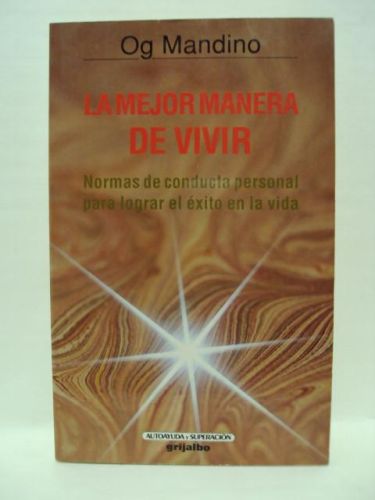 Og Mandino
LA MEJOR MANERA
DE VIVIR
Normas de conducta personal
para lograr el éxito en la vida
AUTOAYUDA Y SUPERACIÓN
grijalbo